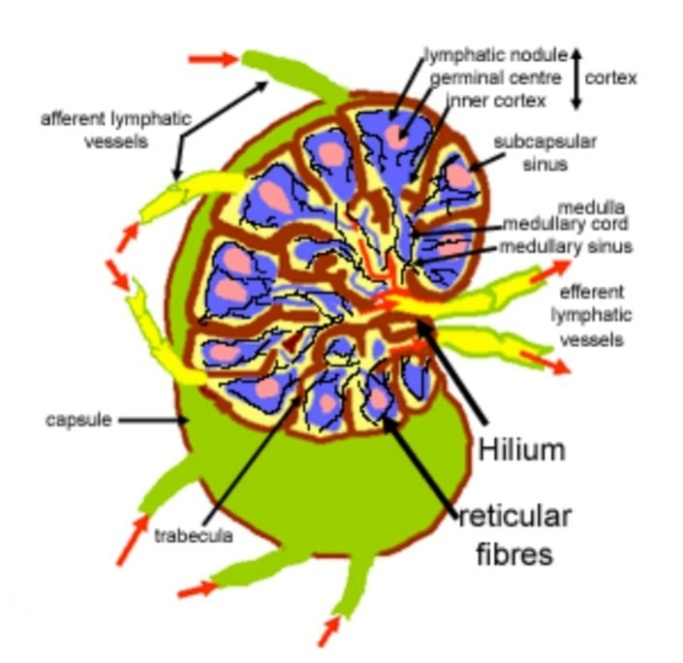 lymphatic nodule
germinal centre
cortex
inner cortex
afferent lymphatic
vessels
subcapsular
sinus
medulla
medullary cord
medullary sinus
efferent
lymphatic
vessels
capsule
Hilium
reticular
fibres
trabecula